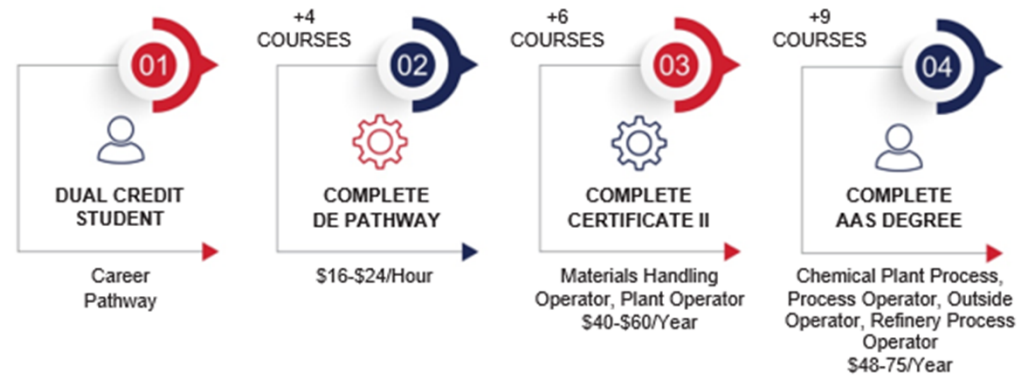 01
DUAL CREDIT
STUDENT
Career
Pathway
+4
COURSES
02
COMPLETE
DE PATHWAY
$16-$24/Hour
+6
COURSES
03
COMPLETE
CERTIFICATE II
Materials Handling
Operator, Plant Operator
$40-$60/Year
+9
COURSES
04
COMPLETE
AAS DEGREE
Chemical Plant Process,
Process Operator, Outside
Operator, Refinery Process
Operator
$48-75/Year